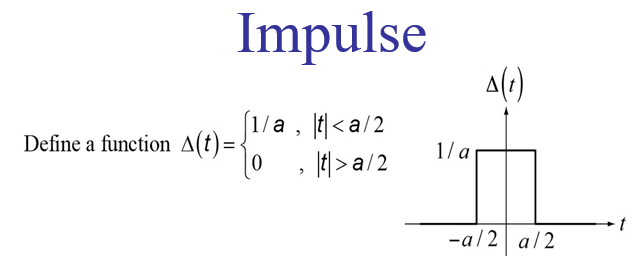 Impulse
Define a function Δ(t)= { 1/a , |t|<a/2
0 , |t|>a/2
Δ(t)
1/a
−a/2 a/2 t